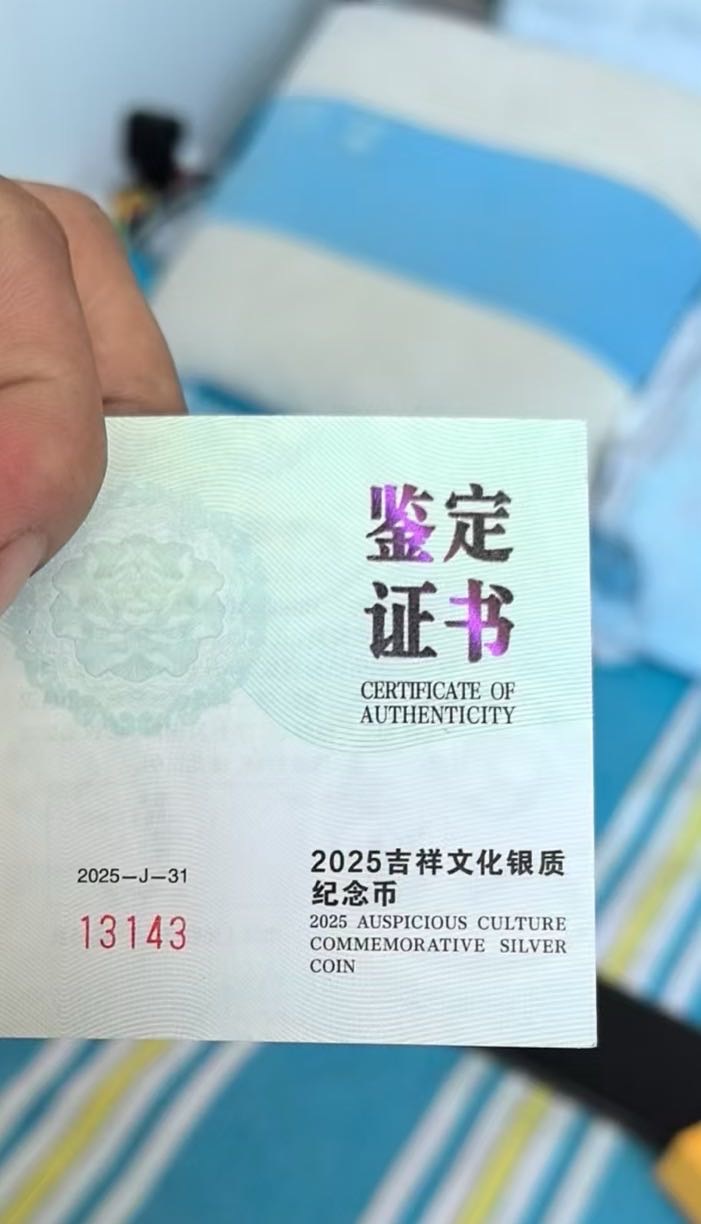 鉴定
证书
CERTIFICATE OF
AUTHENTICITY
2025—J—31
13143
2025吉祥文化银质
纪念币
2025 AUSPICIOUS CULTURE
COMMEMORATIVE SILVER
COIN